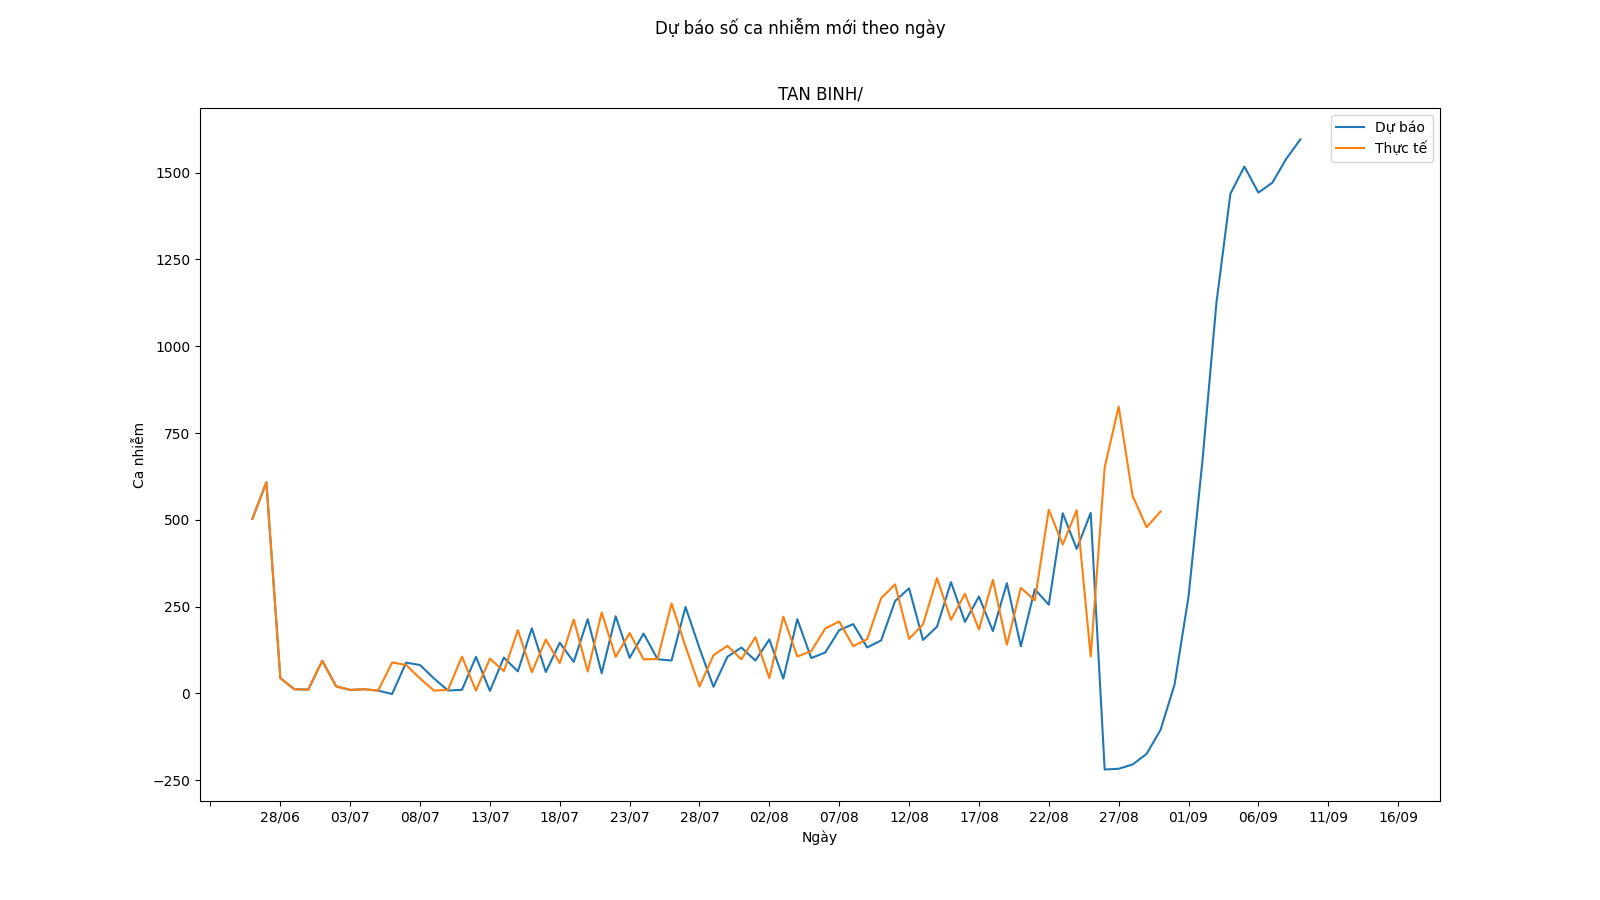 Dự báo số ca nhiễm mới theo ngày
TAN BINH/
Dự báo
Thực tế
1500
1250
1000
750
500
250
0
−250
Ca nhiễm
28/06 03/07 08/07 13/07 18/07 23/07 28/07 02/08 07/08 12/08 17/08 22/08 27/08 01/09 06/09 11/09 16/09
Ngày